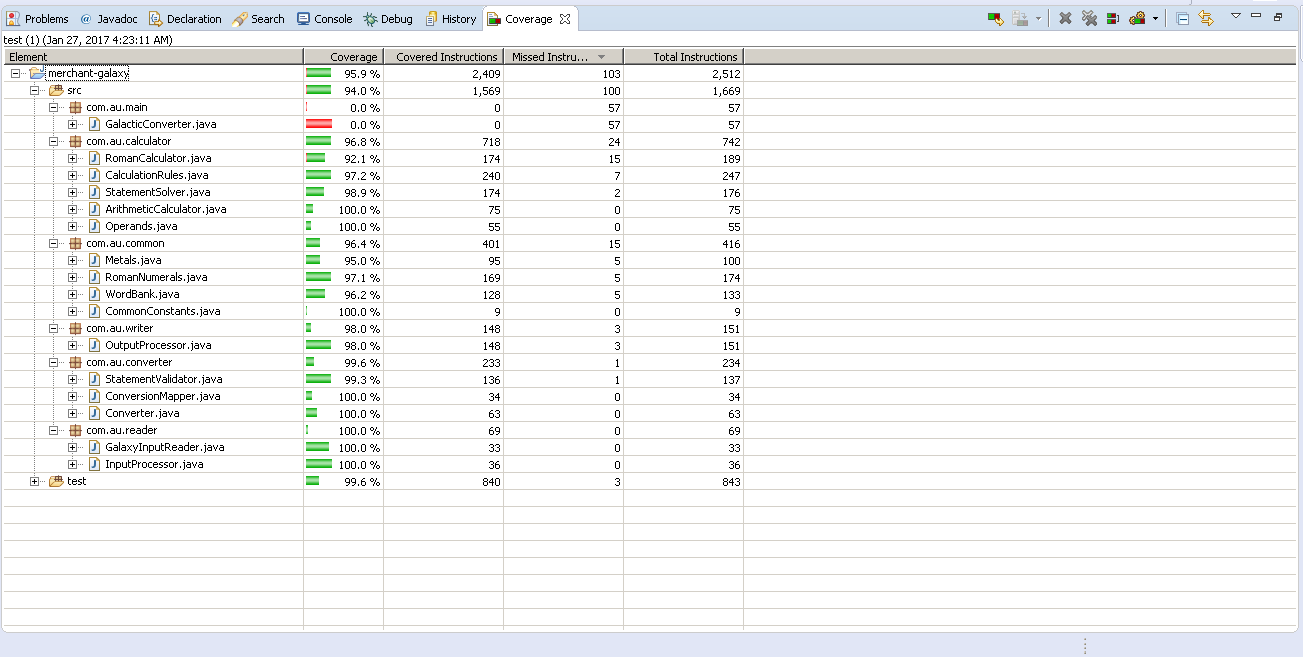 Problems @ Javadoc Declaration Search Console Debug History Coverage
test (1) (Jan 27, 2017 4:23:11 AM)
Element Coverage Covered Instructions Missed Instru... Total Instructions
merchant-galaxy 95.9 % 2,409 103 2,512
src 94.0 % 1,569 100 1,669
com.au.main 0.0 % 0 57 57
GalacticConverter.java 0.0 % 0 57 57
com.au.calculator 96.8 % 718 24 742
RomanCalculator.java 92.1 % 174 15 189
CalculationRules.java 97.2 % 240 7 247
StatementSolver.java 98.9 % 174 2 176
ArithmeticCalculator.java 100.0 % 75 0 75
Operands.java 100.0 % 55 0 55
com.au.common 96.4 % 401 15 416
Metals.java 95.0 % 95 5 100
RomanNumerals.java 97.1 % 169 5 174
WordBank.java 96.2 % 128 5 133
CommonConstants.java 100.0 % 9 0 9
com.au.writer 98.0 % 148 3 151
OutputProcessor.java 98.0 % 148 3 151
com.au.converter 99.6 % 233 1 234
StatementValidator.java 99.3 % 136 1 137
ConversionMapper.java 100.0 % 34 0 34
Converter.java 100.0 % 63 0 63
com.au.reader 100.0 % 69 0 69
GalaxyInputReader.java 100.0 % 33 0 33
InputProcessor.java 100.0 % 36 0 36
test 99.6 % 840 3 843